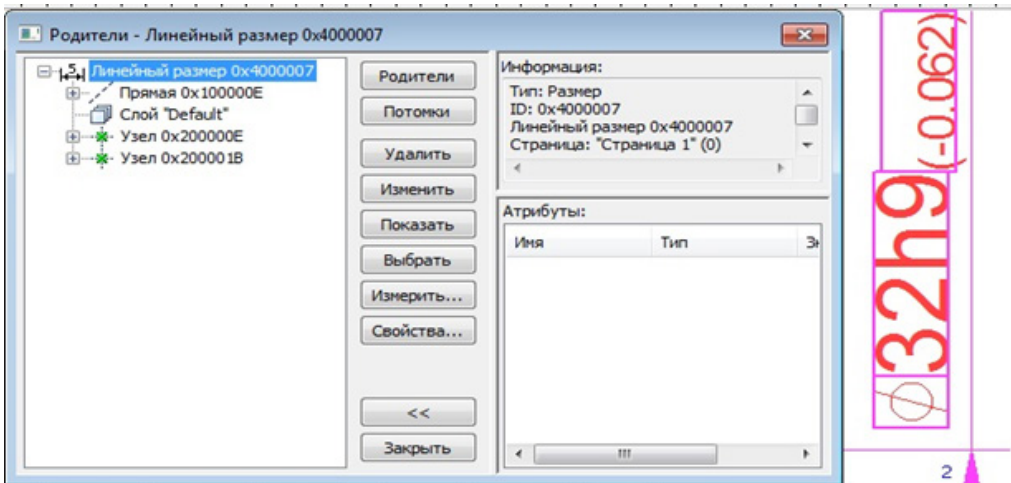 Родители - Линейный размер 0x4000007
Линейный размер 0x4000007
Прямая 0x100000E
Слой "Default"
Узел 0x200000E
Узел 0x200001B
Родители
Потомки
Удалить
Изменить
Показать
Выбрать
Измерить...
Свойства...
<<
Закрыть
Информация:
Тип: Размер
ID: 0x4000007
Линейный размер 0x4000007
Страница: "Страница 1" (0)
Атрибуты:
Имя Тип
∅32h9(-0.062)
2